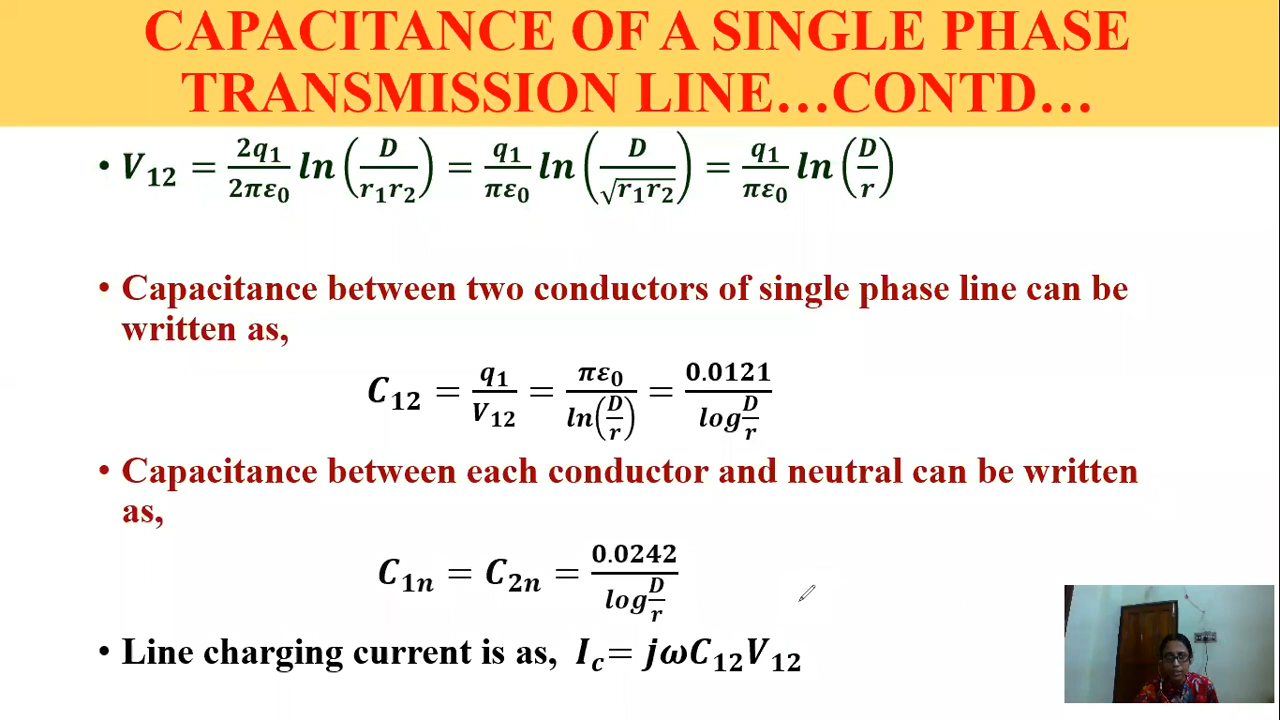 CAPACITANCE OF A SINGLE PHASE
TRANSMISSION LINE…CONTD…
• V₁₂ = 2q₁/2πε₀ ln(D/r₁r₂) = q₁/πε₀ ln(D/√r₁r₂) = q₁/πε₀ ln(D/r)
• Capacitance between two conductors of single phase line can be
written as,
C₁₂ = q₁/V₁₂ = πε₀/ln(D/r) = 0.0121/log D/r
• Capacitance between each conductor and neutral can be written
as,
C₁ₙ = C₂ₙ = 0.0242/log D/r
• Line charging current is as, I꜀= jωC₁₂V₁₂